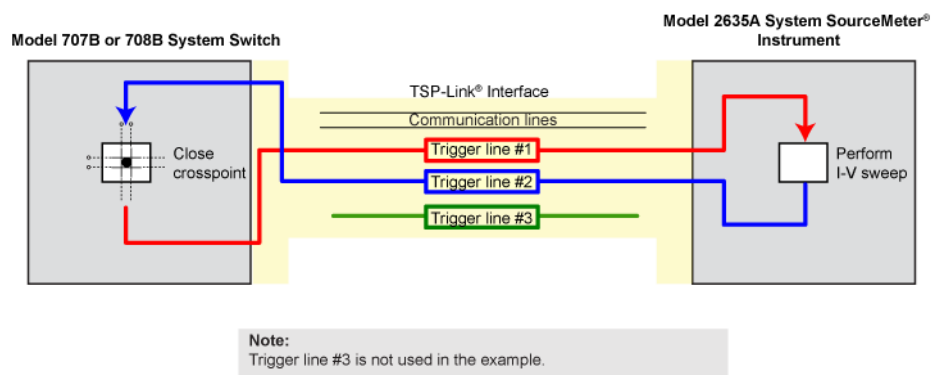 Model 707B or 708B System Switch
Model 2635A System SourceMeter®
Instrument
TSP-Link® Interface
Communication lines
Trigger line #1
Trigger line #2
Trigger line #3
Close
crosspoint
Perform
I-V sweep
Note:
Trigger line #3 is not used in the example.